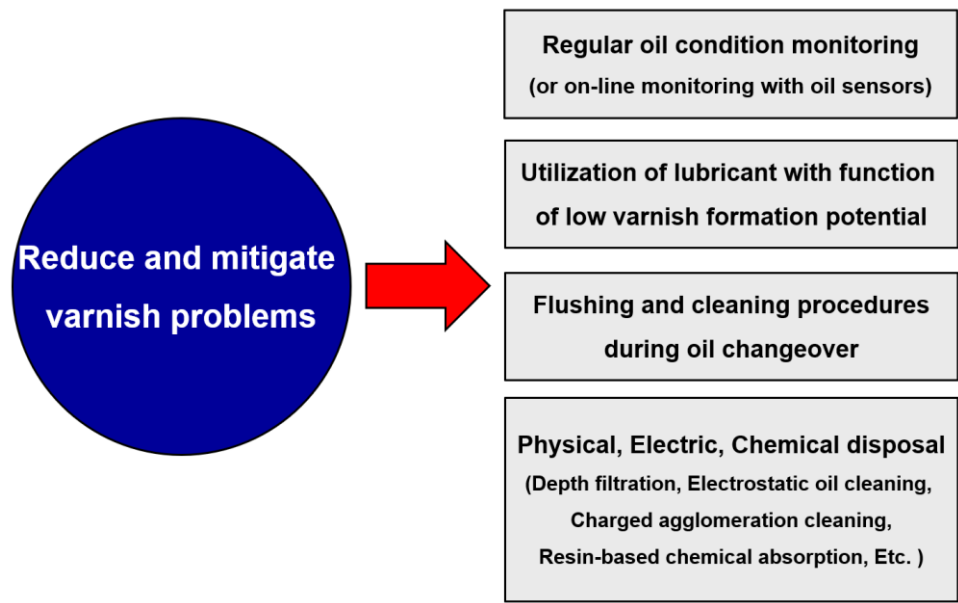 Reduce and mitigate
varnish problems
Regular oil condition monitoring
(or on-line monitoring with oil sensors)
Utilization of lubricant with function
of low varnish formation potential
Flushing and cleaning procedures
during oil changeover
Physical, Electric, Chemical disposal
(Depth filtration, Electrostatic oil cleaning,
Charged agglomeration cleaning,
Resin-based chemical absorption, Etc. )